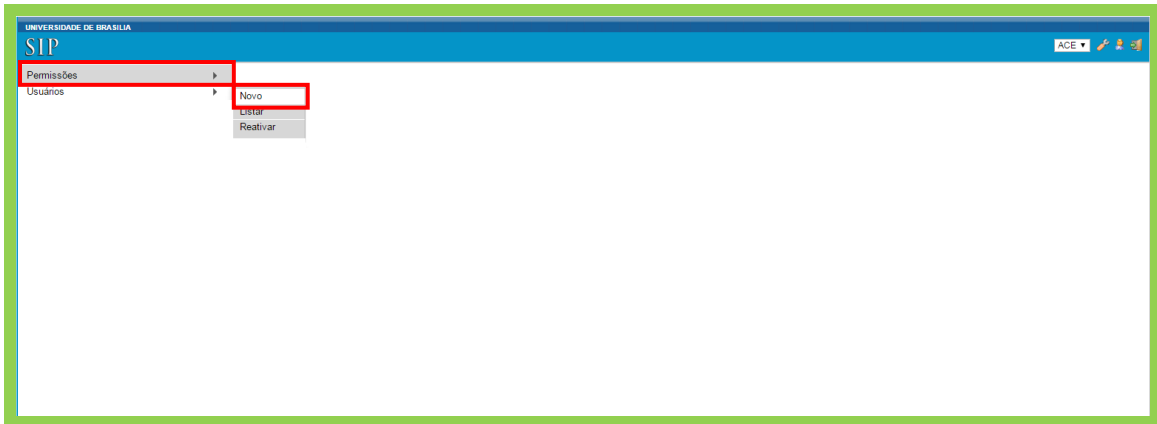 UNIVERSIDADE DE BRASILIA
SIP
ACE
Permissões
Usuários
Novo
Listar
Reativar